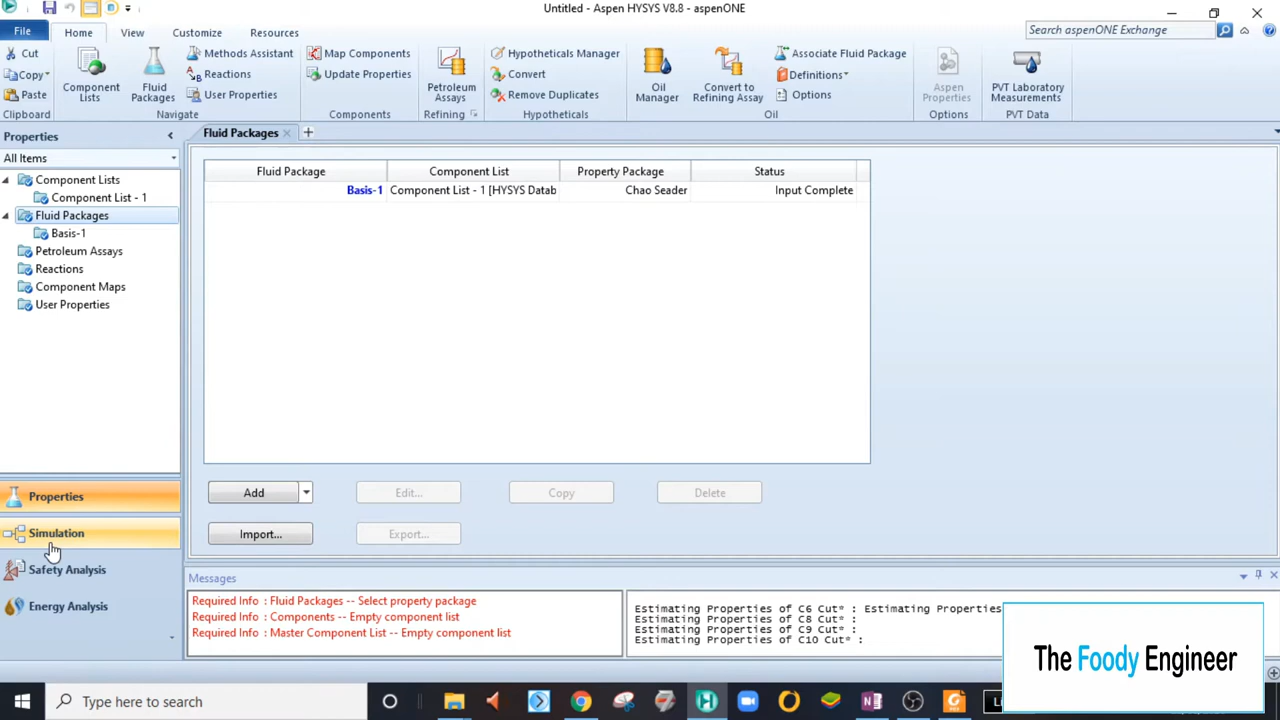 Untitled - Aspen HYSYS V8.8 - aspenONE
File Home View Customize Resources
Search aspenONE Exchange
Cut
Copy
Paste
Clipboard
Component Lists
Fluid Packages
Methods Assistant
Reactions
User Properties
Navigate
Map Components
Update Properties
Components
Petroleum Assays
Refining
Hypotheticals Manager
Convert
Remove Duplicates
Hypotheticals
Oil Manager
Convert to Refining Assay
Associate Fluid Package
Definitions
Options
Oil
Aspen Properties
Options
PVT Laboratory Measurements
PVT Data
Properties
All Items
Component Lists
Component List - 1
Fluid Packages
Basis-1
Petroleum Assays
Reactions
Component Maps
User Properties
Properties
Simulation
Safety Analysis
Energy Analysis
Fluid Packages
Fluid Package Component List Property Package Status
Basis-1 Component List - 1 [HYSYS Datab Chao Seader Input Complete
Add Edit... Copy Delete
Import... Export...
Messages
Required Info : Fluid Packages -- Select property package
Required Info : Components -- Empty component list
Required Info : Master Component List -- Empty component list
Estimating Properties of C6 Cut* : Estimating Properties
Estimating Properties of C8 Cut* :
Estimating Properties of C9 Cut* :
Estimating Properties of C10 Cut* :
The Foody Engineer
Type here to search